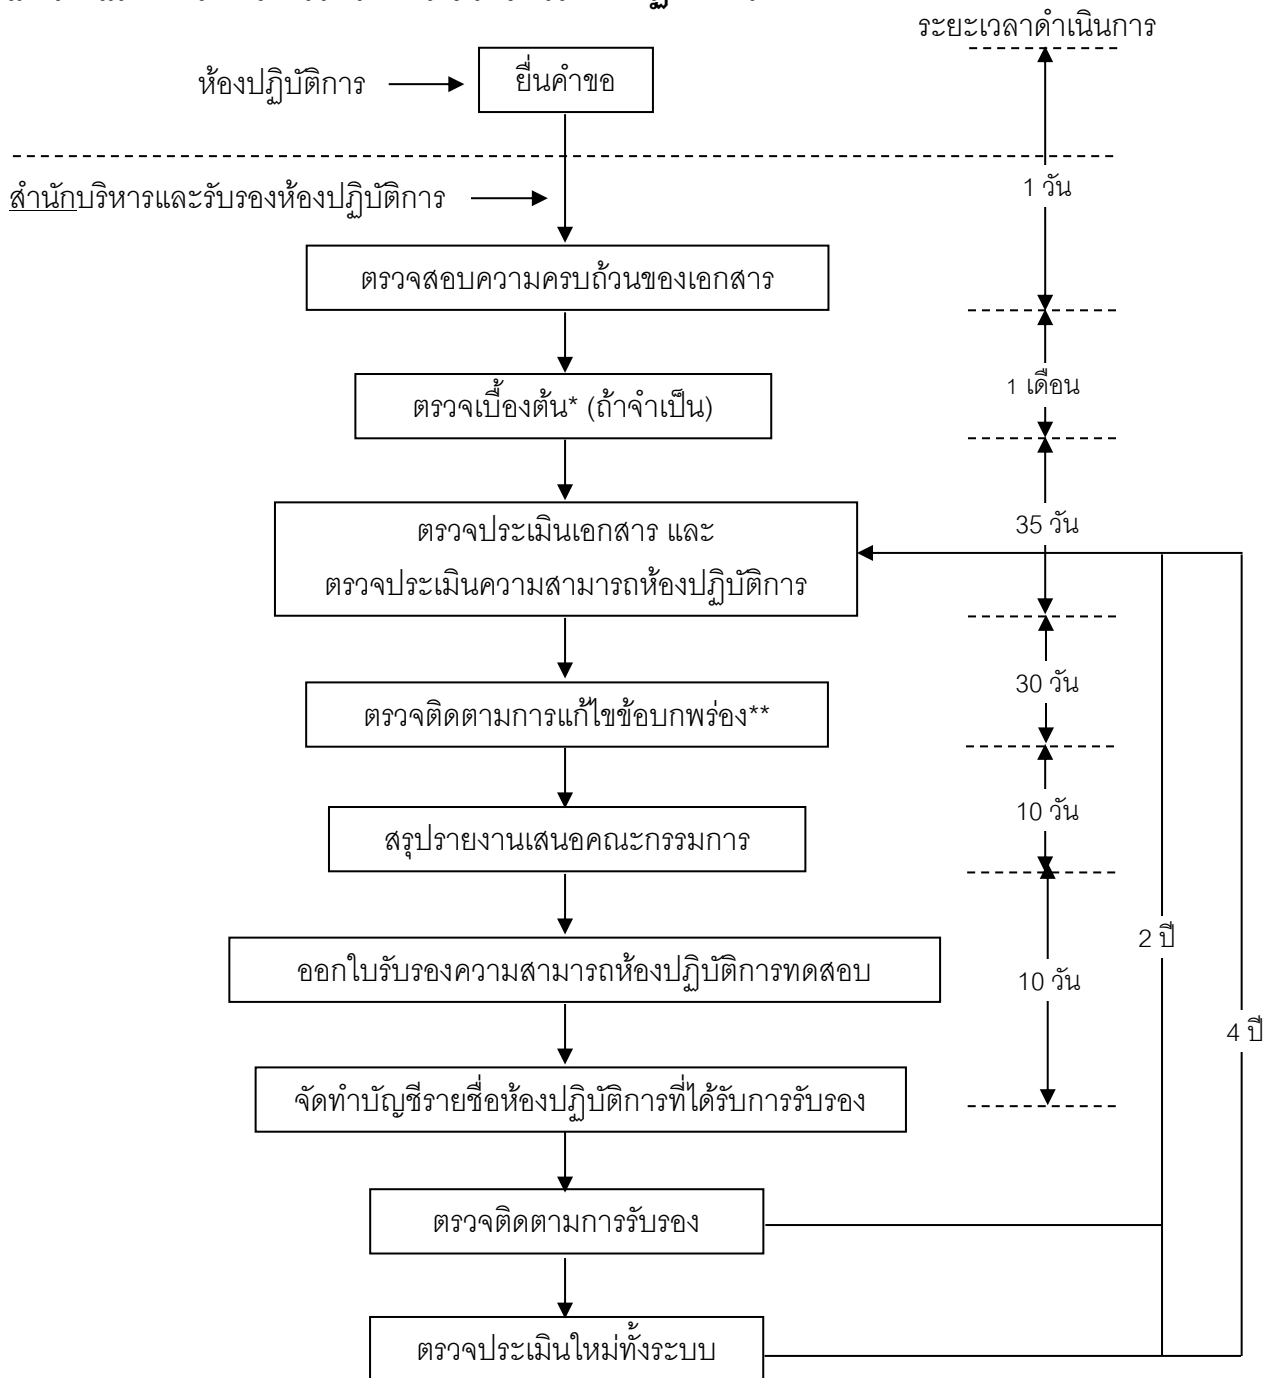 ระยะเวลาดำเนินการ
ห้องปฏิบัติการ
ยื่นคำขอ
สำนักบริหารและรับรองห้องปฏิบัติการ
1 วัน
ตรวจสอบความครบถ้วนของเอกสาร
1 เดือน
ตรวจเบื้องต้น* (ถ้าจำเป็น)
35 วัน
ตรวจประเมินเอกสาร และ
ตรวจประเมินความสามารถห้องปฏิบัติการ
30 วัน
ตรวจติดตามการแก้ไขข้อบกพร่อง**
10 วัน
สรุปรายงานเสนอคณะกรรมการ
2 ปี
ออกใบรับรองความสามารถห้องปฏิบัติการทดสอบ
10 วัน
4 ปี
จัดทำบัญชีรายชื่อห้องปฏิบัติการที่ได้รับการรับรอง
ตรวจติดตามการรับรอง
ตรวจประเมินใหม่ทั้งระบบ